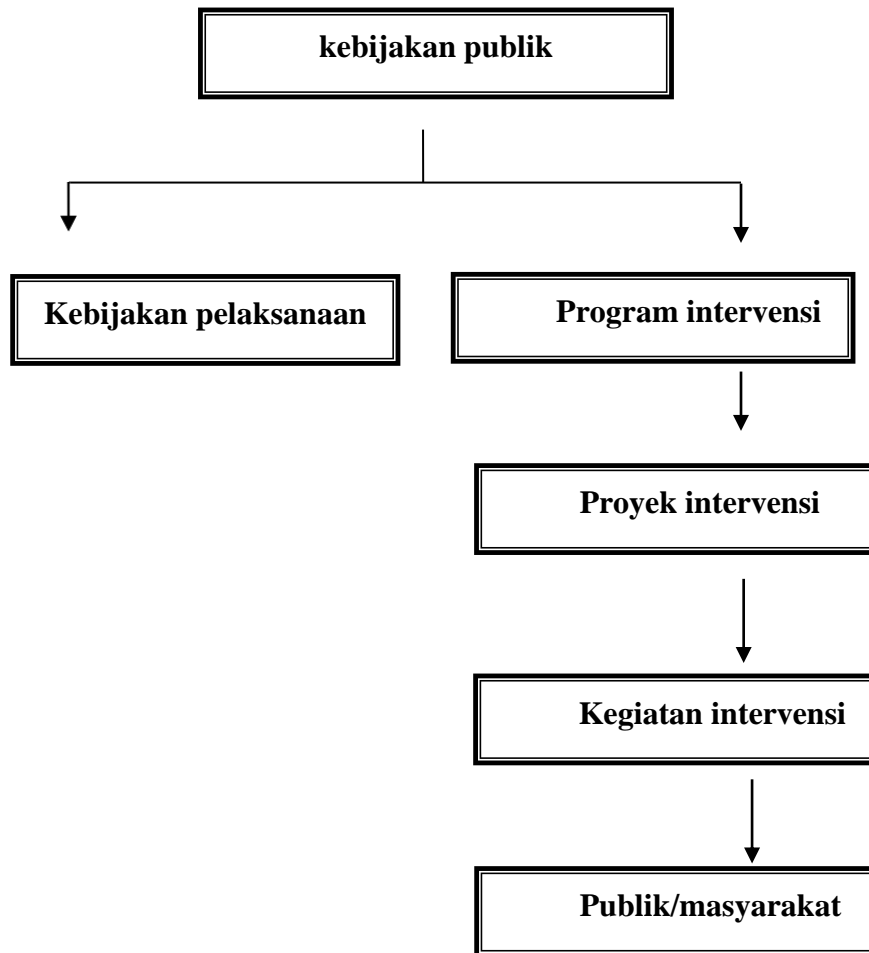 kebijakan publik
Kebijakan pelaksanaan
Program intervensi
Proyek intervensi
Kegiatan intervensi
Publik/masyarakat